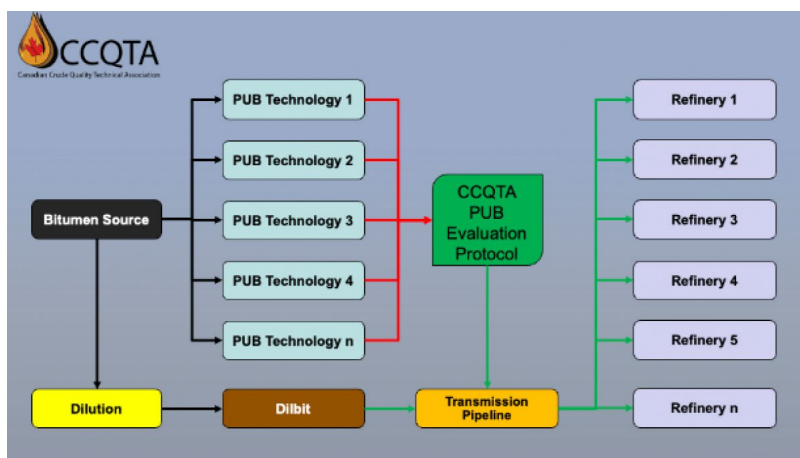 CCQTA
Canadian Crude Quality Technical Association
PUB Technology 1
Refinery 1
PUB Technology 2
Refinery 2
CCQTA
PUB
Evaluation
Protocol
Bitumen Source
PUB Technology 3
Refinery 3
PUB Technology 4
Refinery 4
PUB Technology n
Refinery 5
Dilution
Dilbit
Transmission
Pipeline
Refinery n